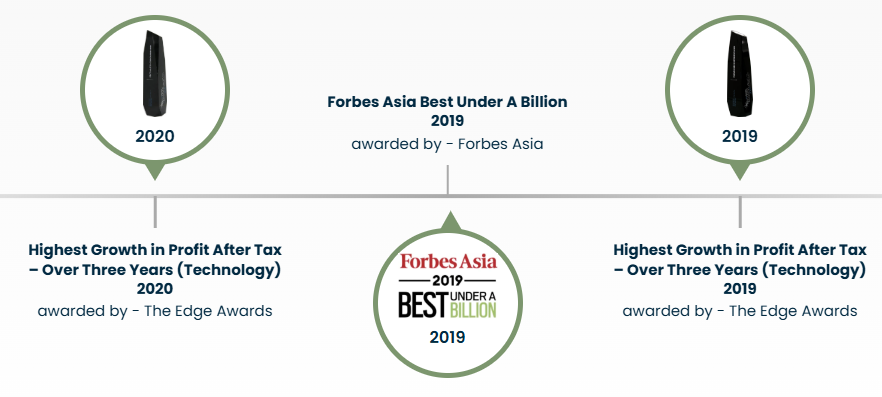 2020
Highest Growth in Profit After Tax
– Over Three Years (Technology)
2020
awarded by - The Edge Awards
Forbes Asia Best Under A Billion
2019
awarded by - Forbes Asia
Forbes Asia
2019
BEST UNDER A
BILLION
2019
2019
Highest Growth in Profit After Tax
– Over Three Years (Technology)
2019
awarded by - The Edge Awards